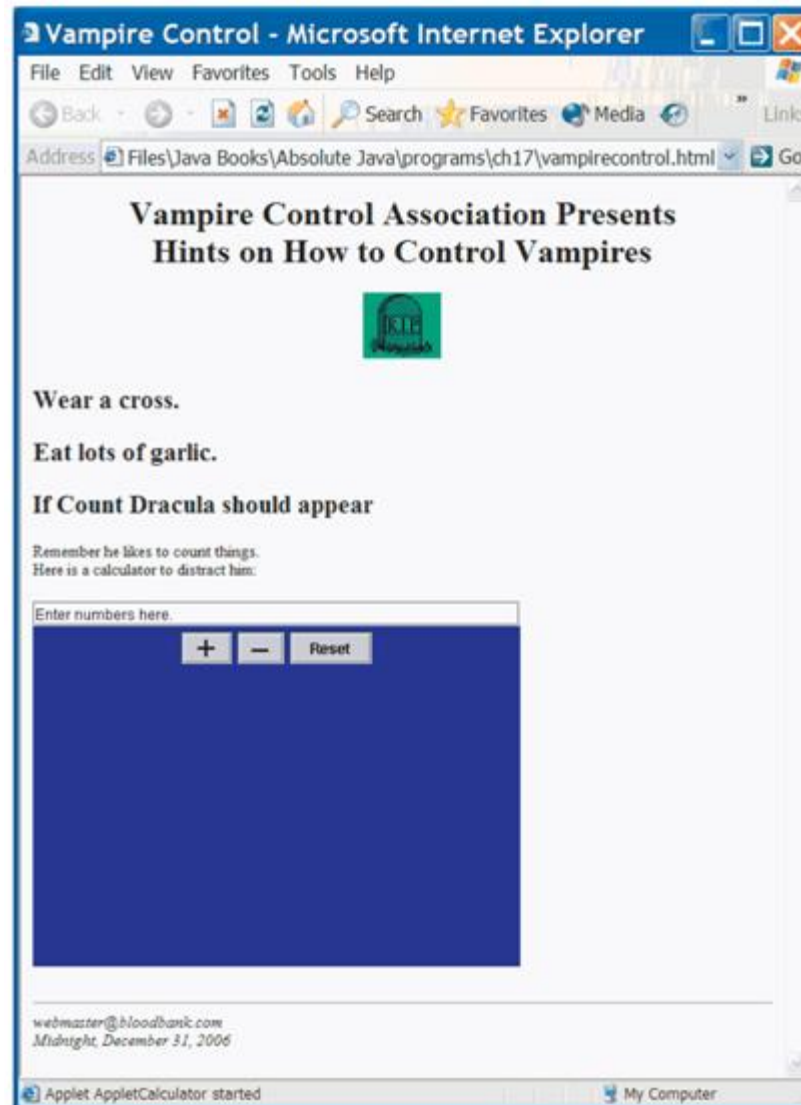 Vampire Control - Microsoft Internet Explorer
File Edit View Favorites Tools Help
Back Search Favorites Media » Links
Address Files\Java Books\Absolute Java\programs\ch17\vampirecontrol.html Go
Vampire Control Association Presents
Hints on How to Control Vampires
R.I.P
Wear a cross.
Eat lots of garlic.
If Count Dracula should appear
Remember he likes to count things.
Here is a calculator to distract him:
Enter numbers here.
+ – Reset
webmaster@bloodbank.com
Midnight, December 31, 2006
Applet AppletCalculator started My Computer